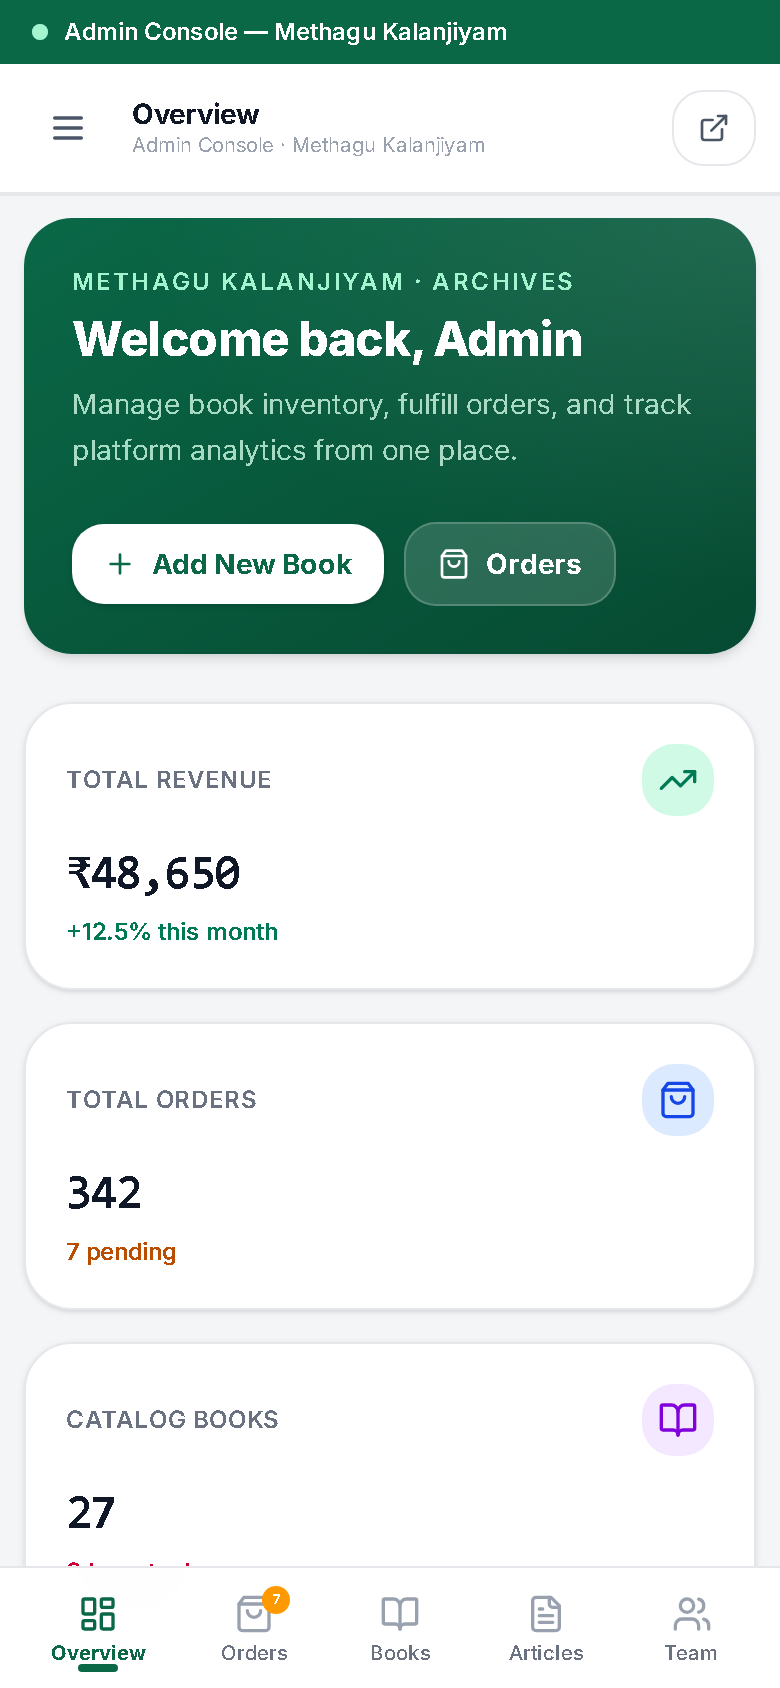 Admin Console — Methagu Kalanjiyam
Overview
Admin Console · Methagu Kalanjiyam
METHAGU KALANJIYAM · ARCHIVES
Welcome back, Admin
Manage book inventory, fulfill orders, and track
platform analytics from one place.
Add New Book
Orders
TOTAL REVENUE
₹48,650
+12.5% this month
TOTAL ORDERS
342
7 pending
CATALOG BOOKS
27
7
Overview
Orders
Books
Articles
Team